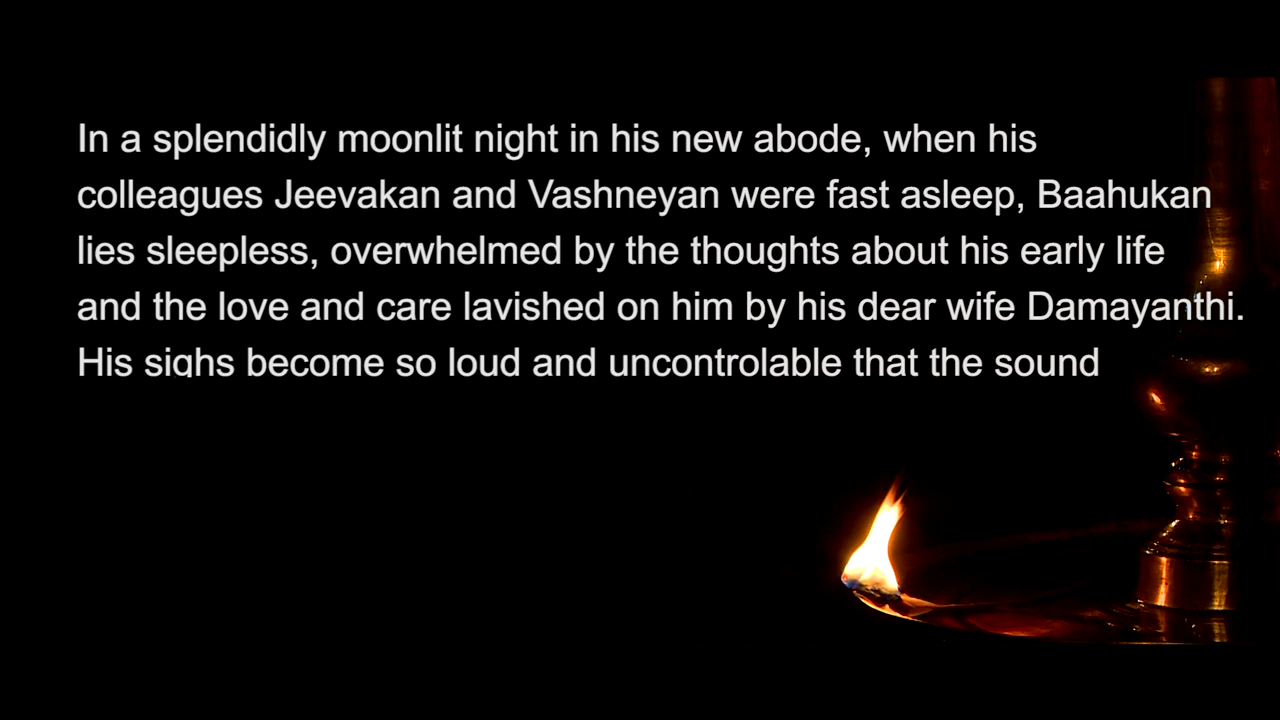 In a splendidly moonlit night in his new abode, when his
colleagues Jeevakan and Vashneyan were fast asleep, Baahukan
lies sleepless, overwhelmed by the thoughts about his early life
and the love and care lavished on him by his dear wife Damayanthi.
His sighs become so loud and uncontrolable that the sound